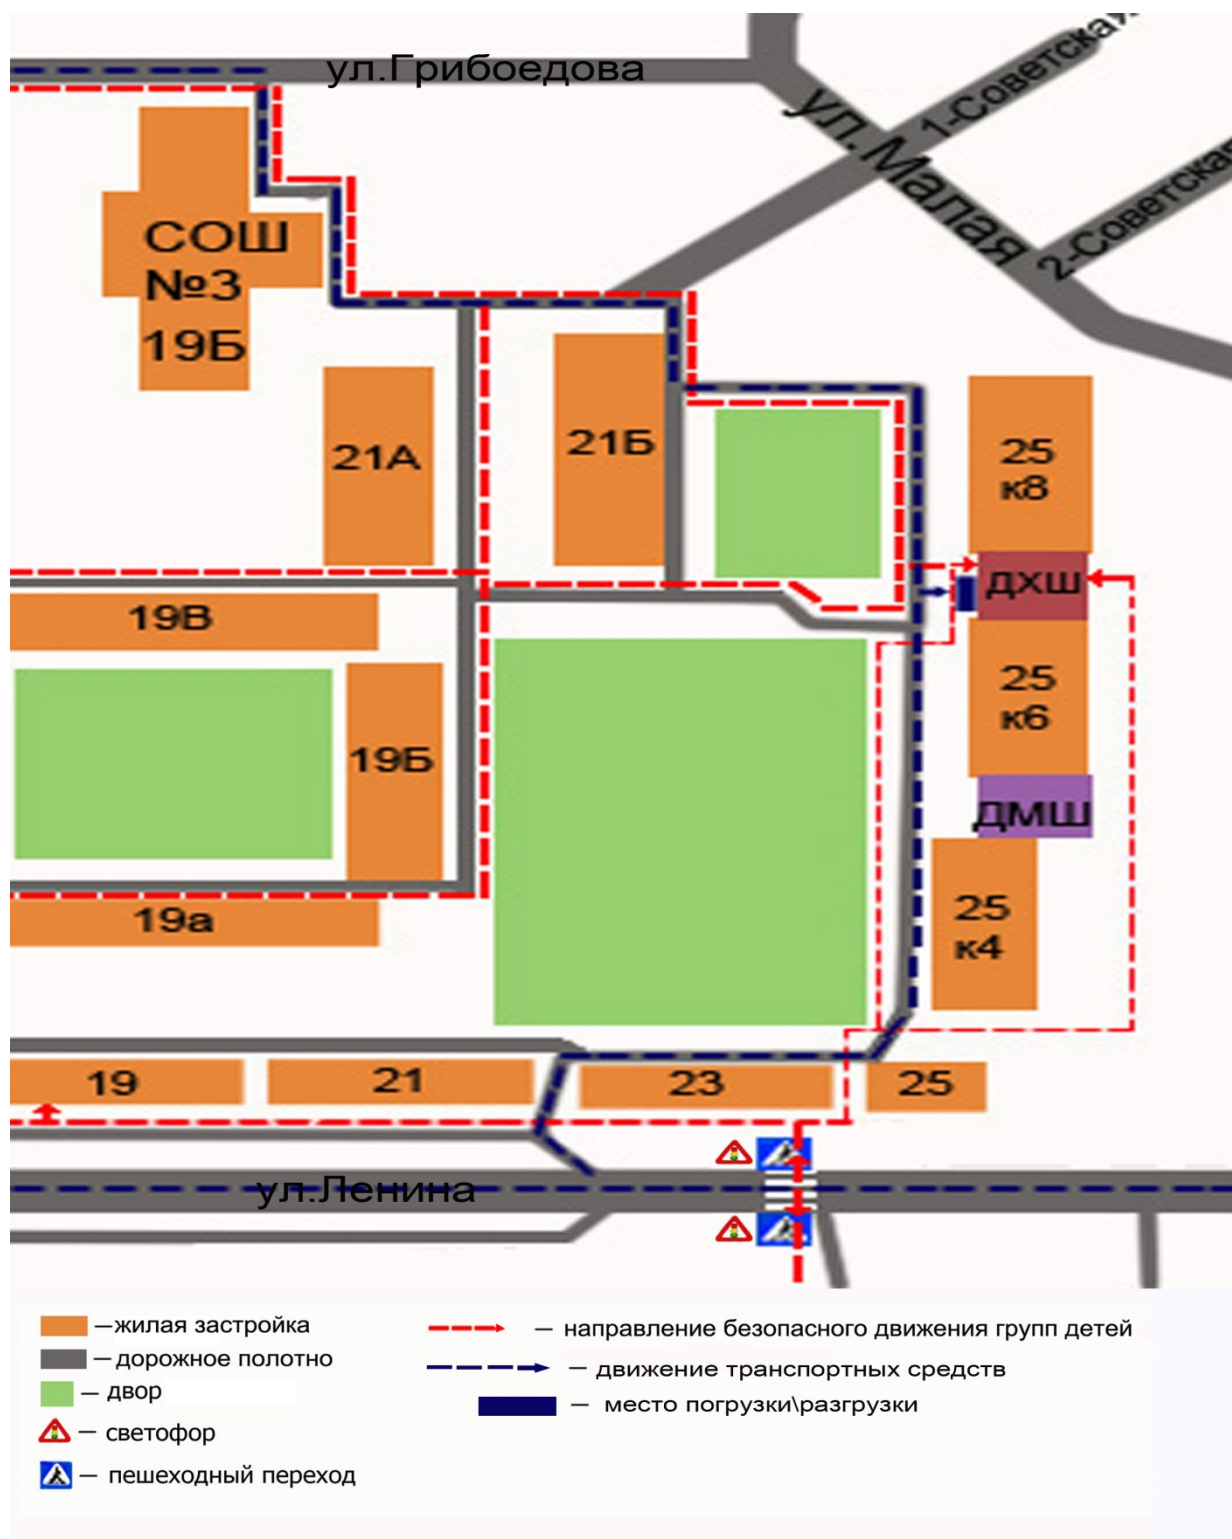 ул.Грибоедова
1-Советская
ул.Малая
2-Советская
СОШ
№3
19Б
21А
21Б
25
к8
ДХШ
19В
25
к6
19Б
ДМШ
19а
25
к4
19
21
23
25
ул.Ленина
—жилая застройка
— направление безопасного движения групп детей
— дорожное полотно
— движение транспортных средств
— двор
— место погрузки\разгрузки
— светофор
— пешеходный переход